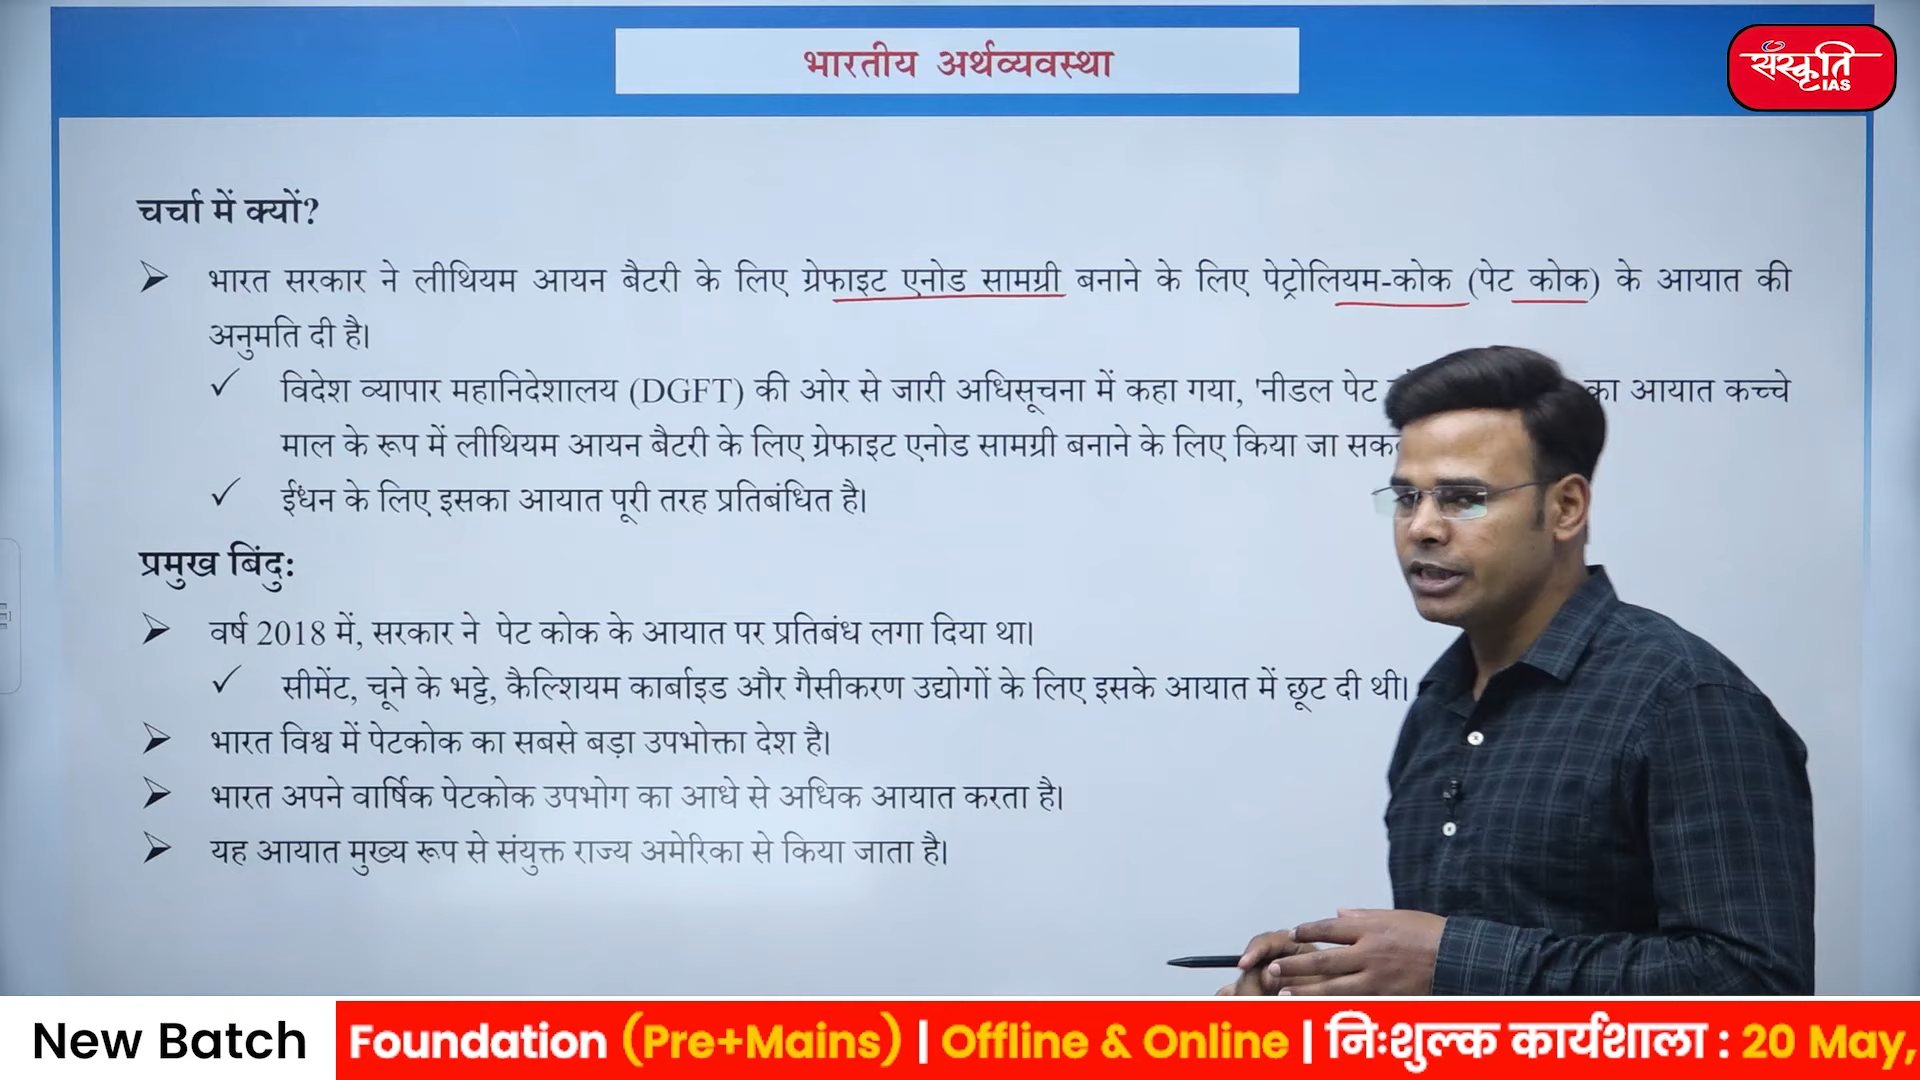 भारतीय अर्थव्यवस्था
संस्कृति
IAS
चर्चा में क्यों?
➢ भारत सरकार ने लीथियम आयन बैटरी के लिए ग्रेफाइट एनोड सामग्री बनाने के लिए पेट्रोलियम-कोक (पेट कोक) के आयात की
अनुमति दी है।
✓ विदेश व्यापार महानिदेशालय (DGFT) की ओर से जारी अधिसूचना में कहा गया, 'नीडल पेट का आयात कच्चे
माल के रूप में लीथियम आयन बैटरी के लिए ग्रेफाइट एनोड सामग्री बनाने के लिए किया जा
✓ ईंधन के लिए इसका आयात पूरी तरह प्रतिबंधित है।
प्रमुख बिंदु:
➢ वर्ष 2018 में, सरकार ने पेट कोक के आयात पर प्रतिबंध लगा दिया था।
✓ सीमेंट, चूने के भट्टे, कैल्शियम कार्बाइड और गैसीकरण उद्योगों के लिए इसके आयात में छूट दी थी।
➢ भारत विश्व में पेटकोक का सबसे बड़ा उपभोक्ता देश है।
➢ भारत अपने वार्षिक पेटकोक उपभोग का आधे से अधिक आयात करता है।
➢ यह आयात मुख्य रूप से संयुक्त राज्य अमेरिका से किया जाता है।
New Batch Foundation (Pre+Mains) | Offline & Online | निःशुल्क कार्यशाला : 20 May,